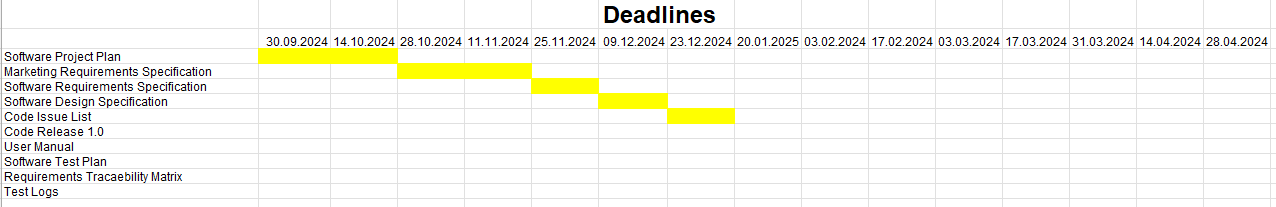 Deadlines
30.09.2024 14.10.2024 28.10.2024 11.11.2024 25.11.2024 09.12.2024 23.12.2024 20.01.2025 03.02.2024 17.02.2024 03.03.2024 17.03.2024 31.03.2024 14.04.2024 28.04.2024
Software Project Plan
Marketing Requirements Specification
Software Requirements Specification
Software Design Specification
Code Issue List
Code Release 1.0
User Manual
Software Test Plan
Requirements Tracaebility Matrix
Test Logs